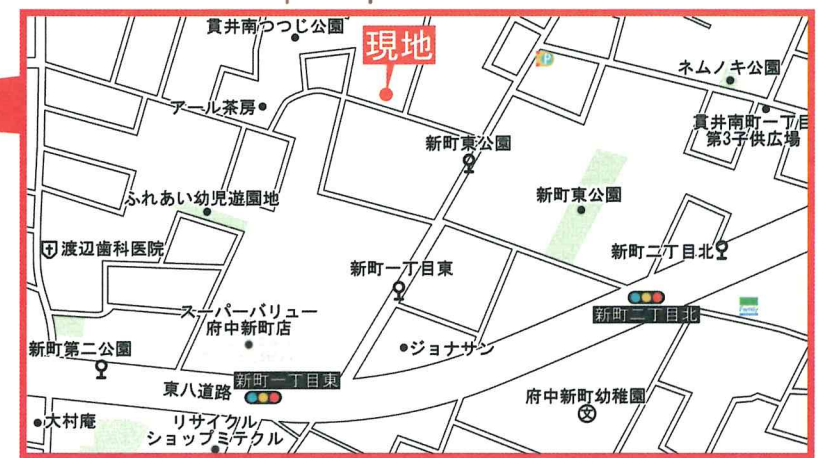 貫井南つつじ公園
現地
P
ネムノキ公園
アール茶房
貫井南町一丁目
第3子供広場
新町東公園
ふれあい幼児遊園地
新町東公園
渡辺歯科医院
新町二丁目北
新町一丁目東
スーパーバリュー
府中新町店
新町二丁目北
Family
新町第二公園
ジョナサン
東八道路
新町一丁目東
府中新町幼稚園
文
大村庵
リサイクル
ショップミテクル